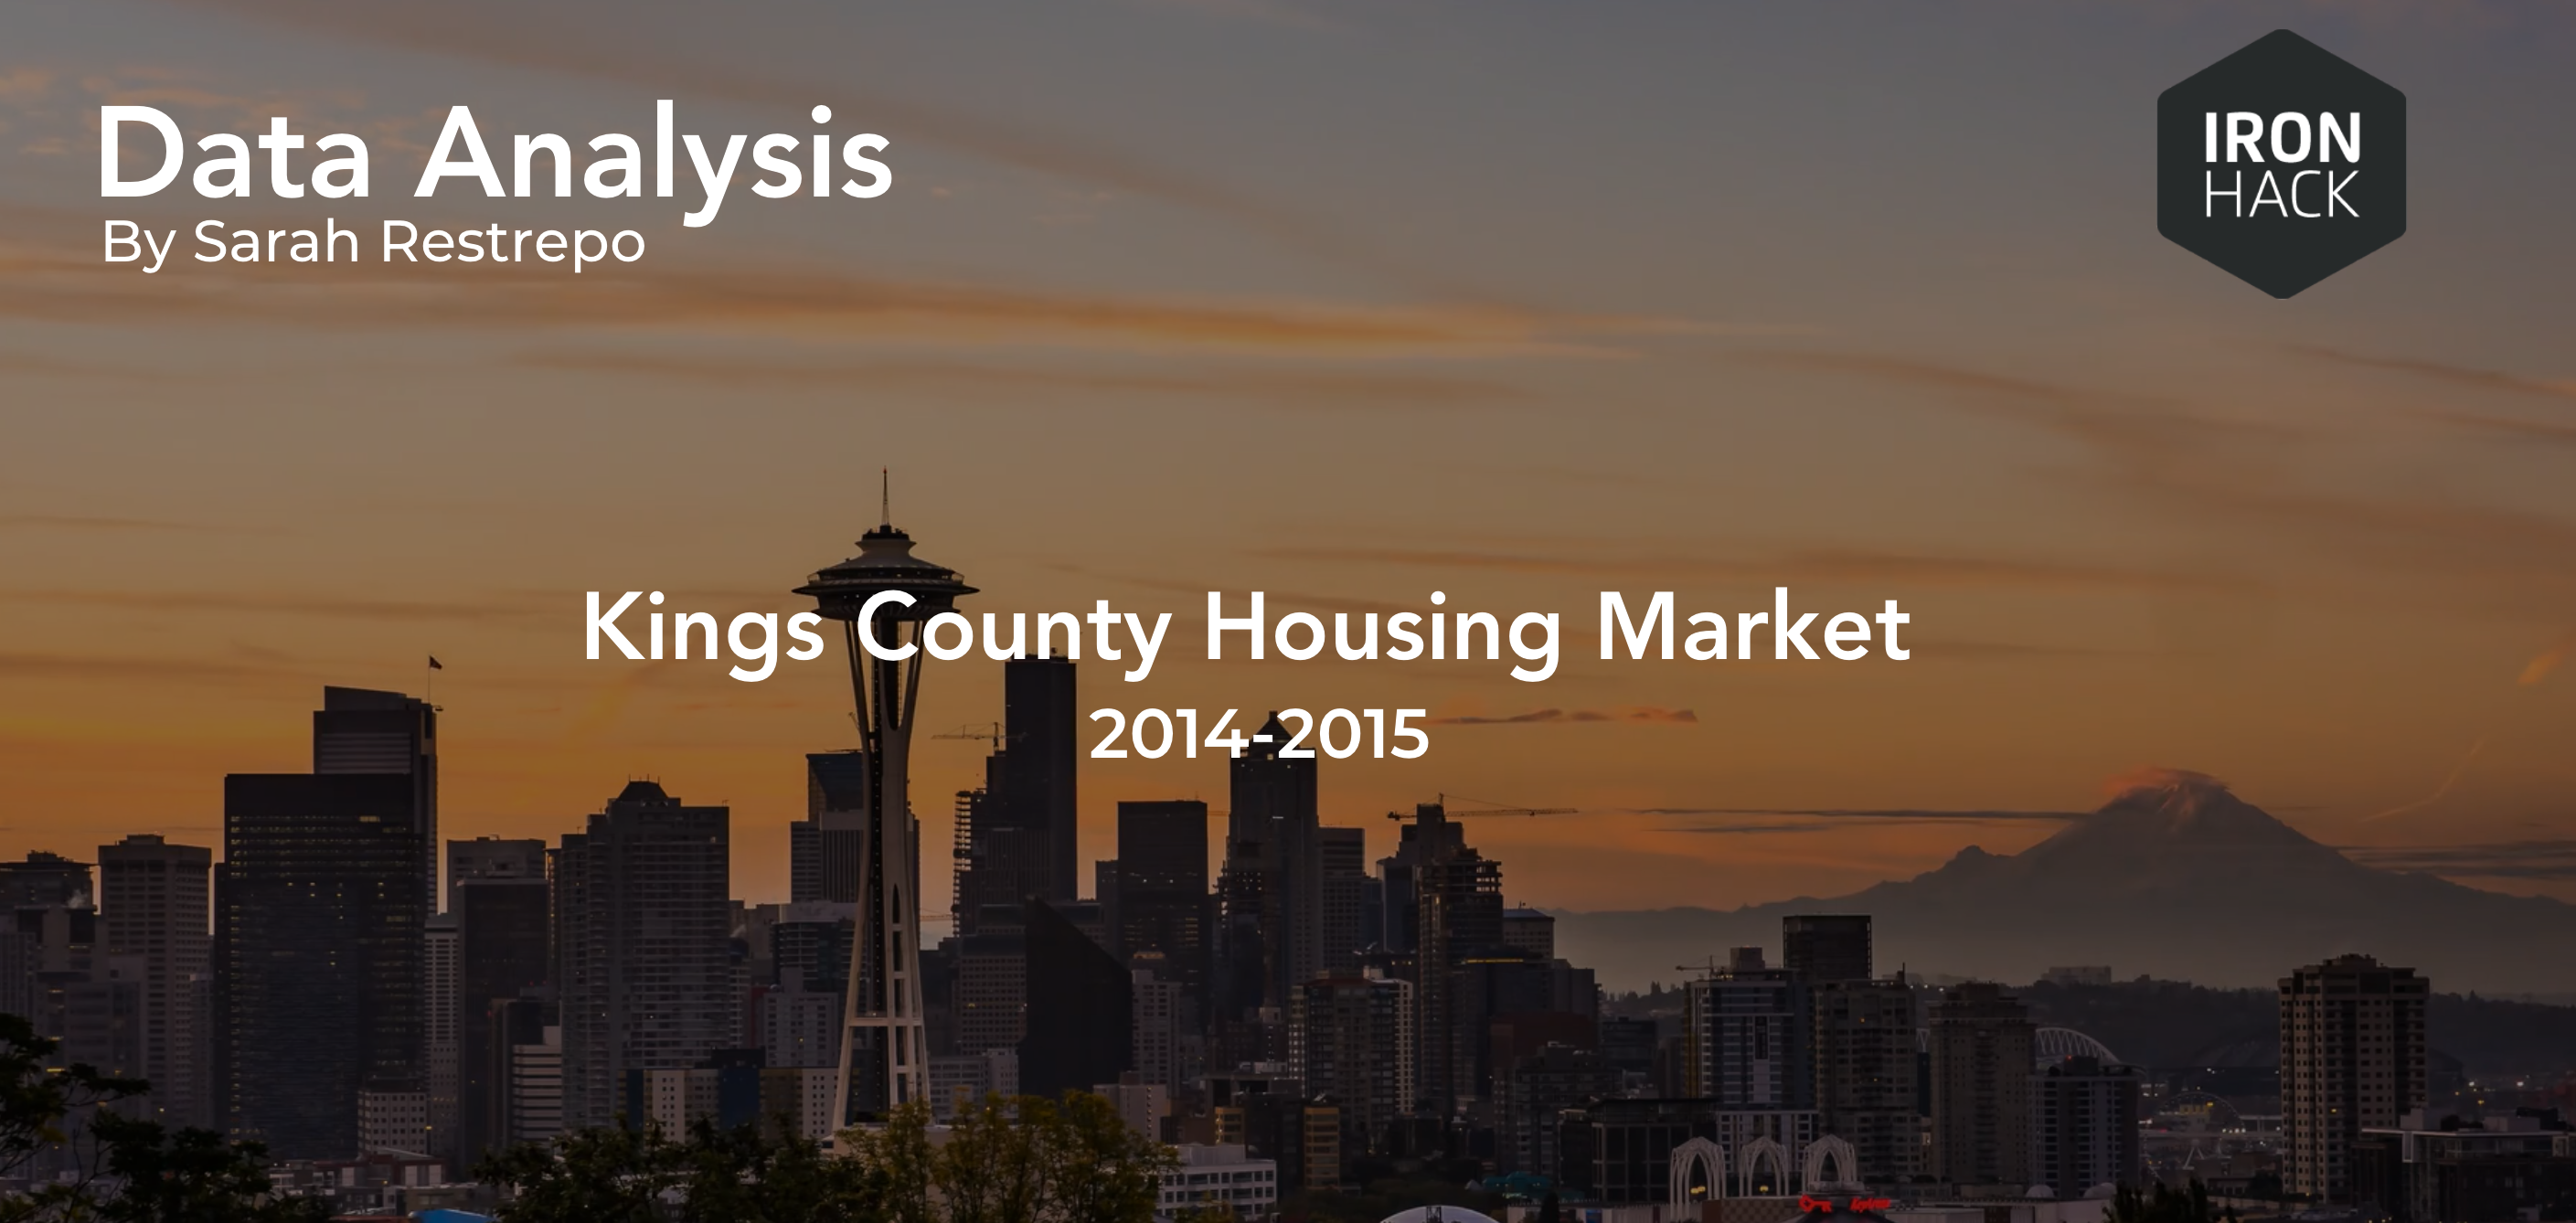 Data Analysis
By Sarah Restrepo
IRON
HACK
Kings County Housing Market
2014-2015